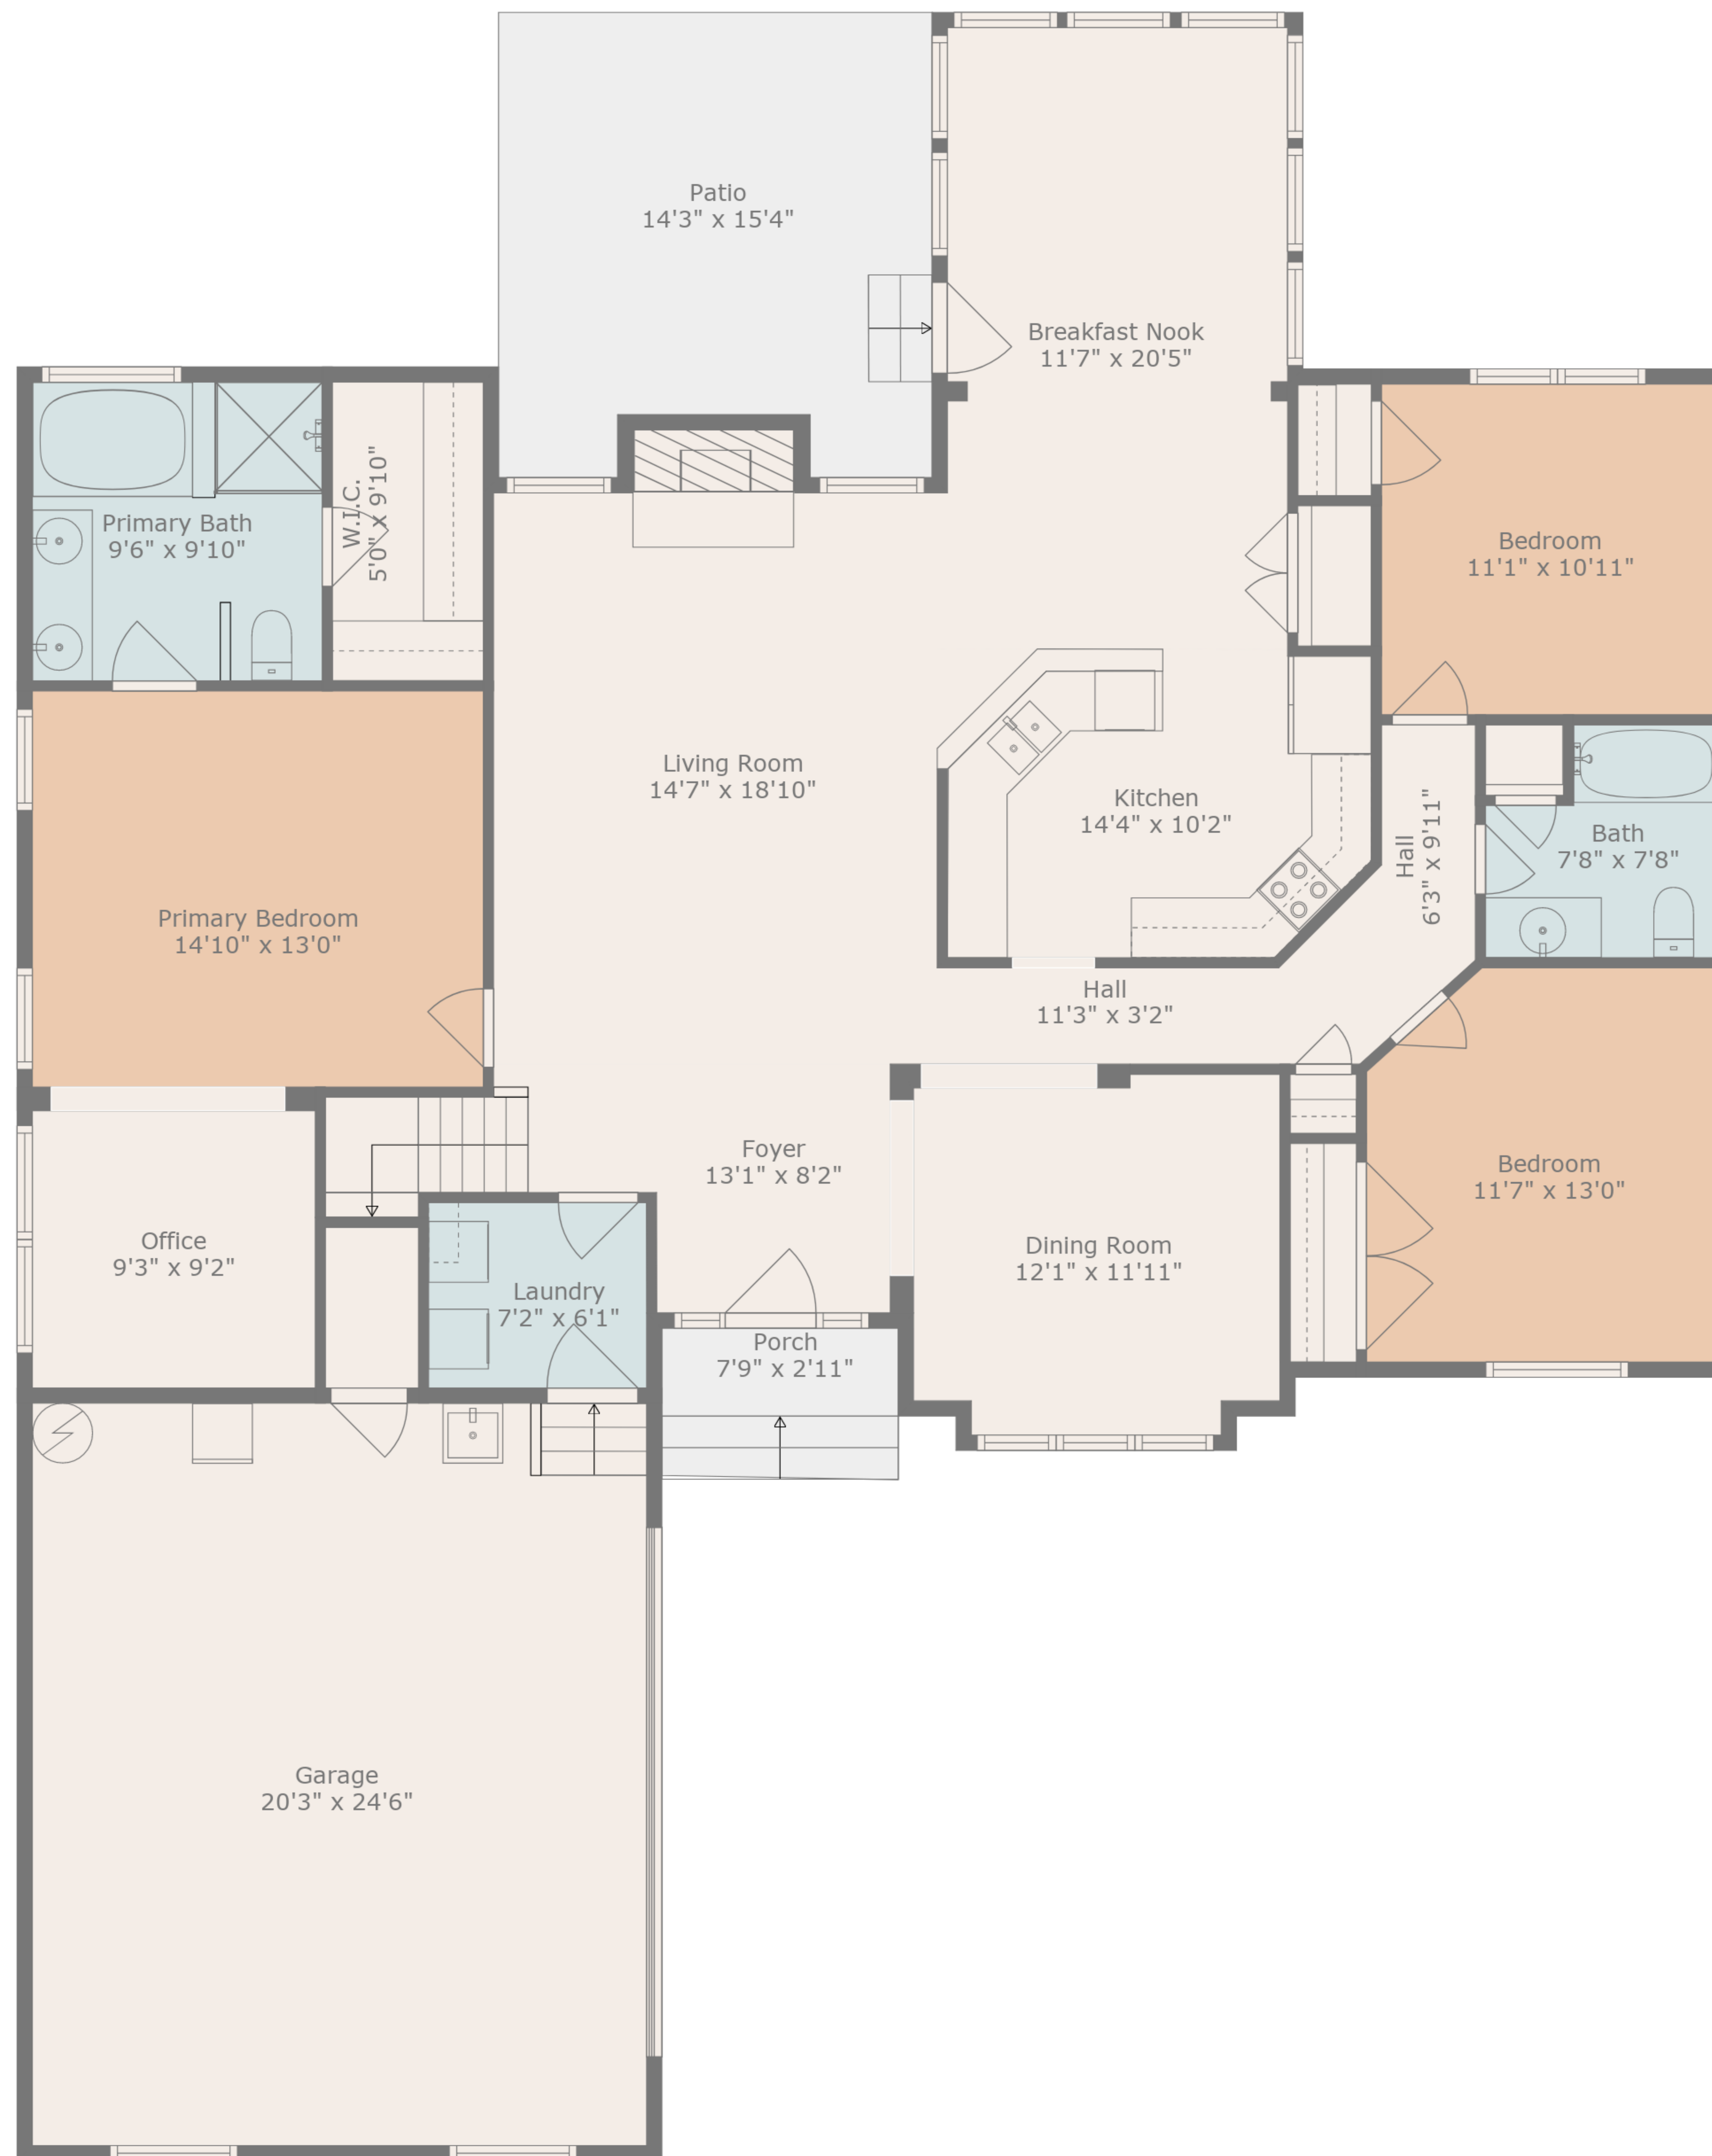 Patio
14'3" x 15'4"
Breakfast Nook
11'7" x 20'5"
W.I.C.
5'0" x 9'10"
Primary Bath
9'6" x 9'10"
Bedroom
11'1" x 10'11"
Living Room
14'7" x 18'10"
Kitchen
14'4" x 10'2"
Hall
6'3" x 9'11"
Bath
7'8" x 7'8"
Primary Bedroom
14'10" x 13'0"
Hall
11'3" x 3'2"
Foyer
13'1" x 8'2"
Bedroom
11'7" x 13'0"
Office
9'3" x 9'2"
Dining Room
12'1" x 11'11"
Laundry
7'2" x 6'1"
Porch
7'9" x 2'11"
Garage
20'3" x 24'6"